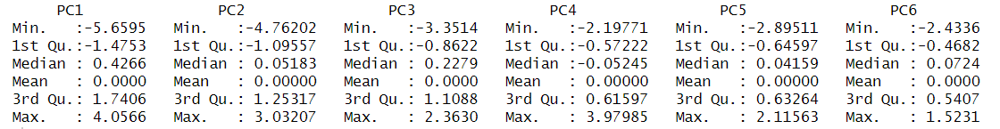 PC1 PC2 PC3 PC4 PC5 PC6
Min. :-5.6595 Min. :-4.76202 Min. :-3.3514 Min. :-2.19771 Min. :-2.89511 Min. :-2.4336
1st Qu.:-1.4753 1st Qu.:-1.09557 1st Qu.:-0.8622 1st Qu.:-0.57222 1st Qu.:-0.64597 1st Qu.:-0.4682
Median : 0.4266 Median : 0.05183 Median : 0.2279 Median :-0.05245 Median : 0.04159 Median : 0.0724
Mean : 0.0000 Mean : 0.00000 Mean : 0.0000 Mean : 0.00000 Mean : 0.00000 Mean : 0.0000
3rd Qu.: 1.7406 3rd Qu.: 1.25317 3rd Qu.: 1.1088 3rd Qu.: 0.61597 3rd Qu.: 0.63264 3rd Qu.: 0.5407
Max. : 4.0566 Max. : 3.03207 Max. : 2.3630 Max. : 3.97985 Max. : 2.11563 Max. : 1.5231